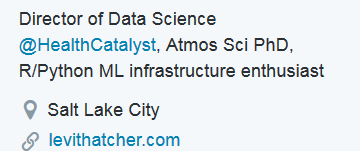 Director of Data Science
@HealthCatalyst, Atmos Sci PhD,
R/Python ML infrastructure enthusiast
Salt Lake City
levithatcher.com